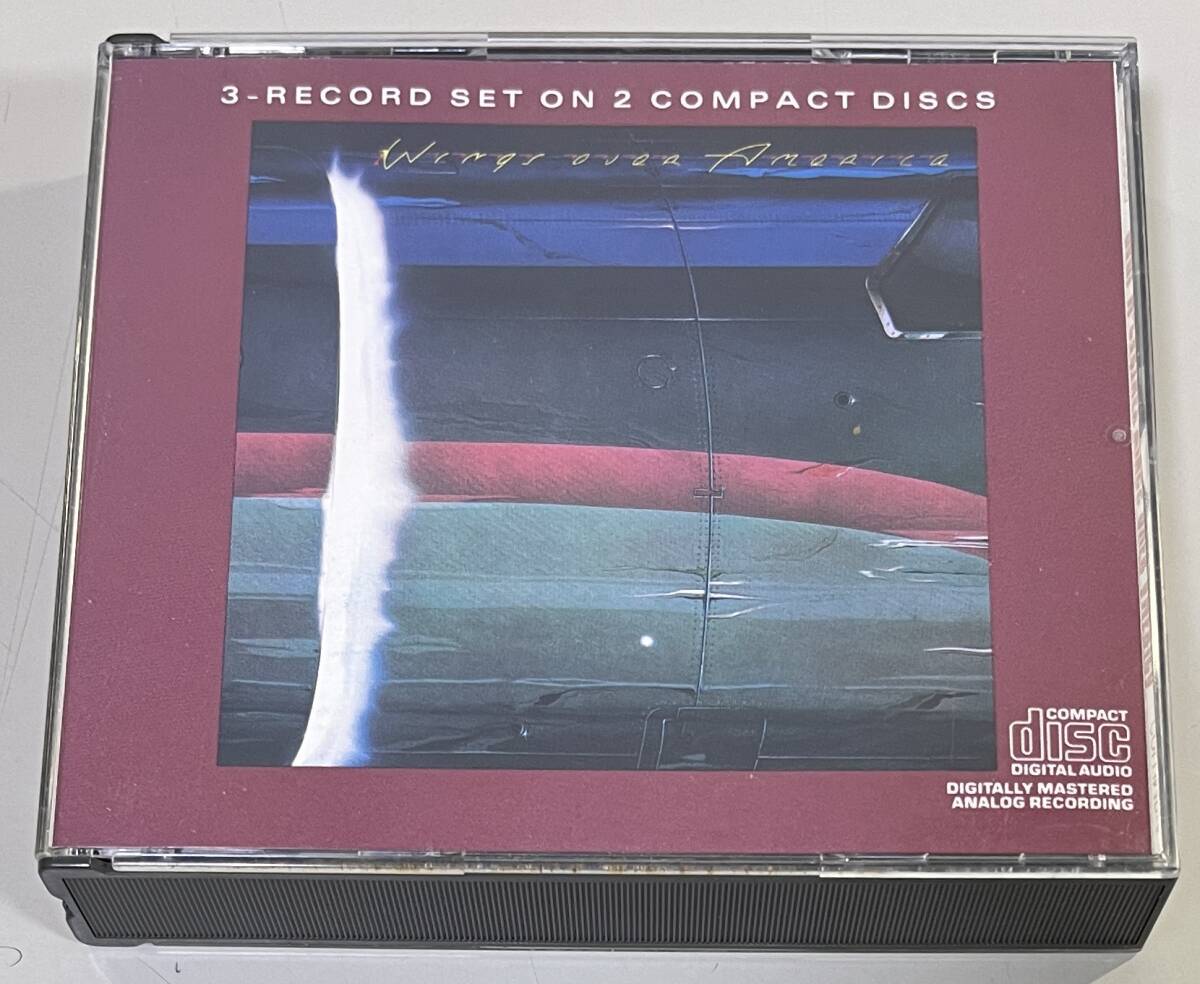 3-RECORD SET ON 2 COMPACT DISCS
Wings over America
COMPACT
disc
DIGITAL AUDIO
DIGITALLY MASTERED
ANALOG RECORDING